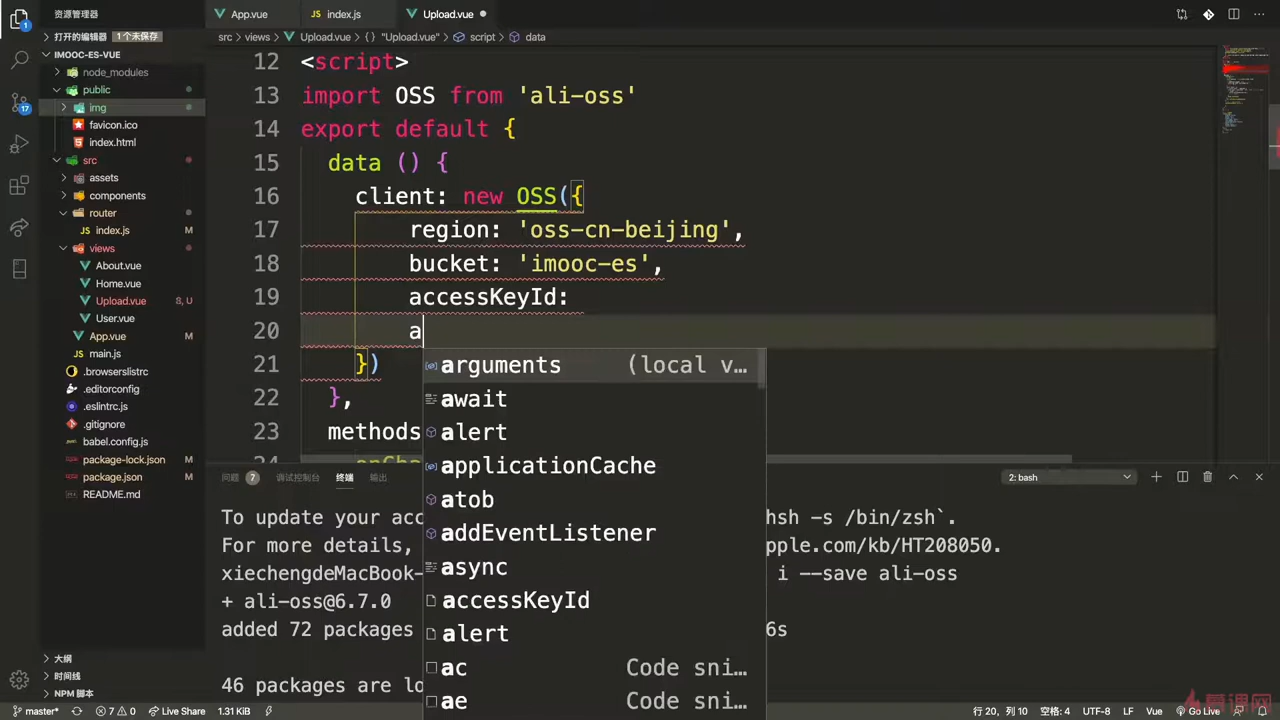 资源管理器
App.vue
index.js
Upload.vue
打开的编辑器
1 个未保存
src
views
Upload.vue
{} "Upload.vue"
script
data
IMOOC-ES-VUE
node_modules
public
img
favicon.ico
index.html
src
assets
components
router
index.js
M
views
About.vue
Home.vue
Upload.vue
8, U
User.vue
App.vue
M
main.js
.browserslistrc
.editorconfig
.eslintrc.js
.gitignore
babel.config.js
package-lock.json
M
package.json
M
README.md
大纲
时间线
NPM 脚本
1
17
12 <script>
13 import OSS from 'ali-oss'
14 export default {
15 data () {
16 client: new OSS({
17 region: 'oss-cn-beijing',
18 bucket: 'imooc-es',
19 accessKeyId:
20 a
21 })
22 },
23 methods
arguments (local v...
await
alert
applicationCache
atob
addEventListener
async
accessKeyId
alert
ac Code sni...
ae Code sni...
问题 7 调试控制台 终端 输出
2: bash
To update your acc
hsh -s /bin/zsh`.
For more details,
pple.com/kb/HT208050.
xiechengdeMacBook-
i --save ali-oss
+ ali-oss@6.7.0
added 72 packages
6s
46 packages are lo
master*
7
0
Live Share
1.31 KiB
行 20，列 10
空格: 4
UTF-8
LF
Vue
Go Live
慕课网